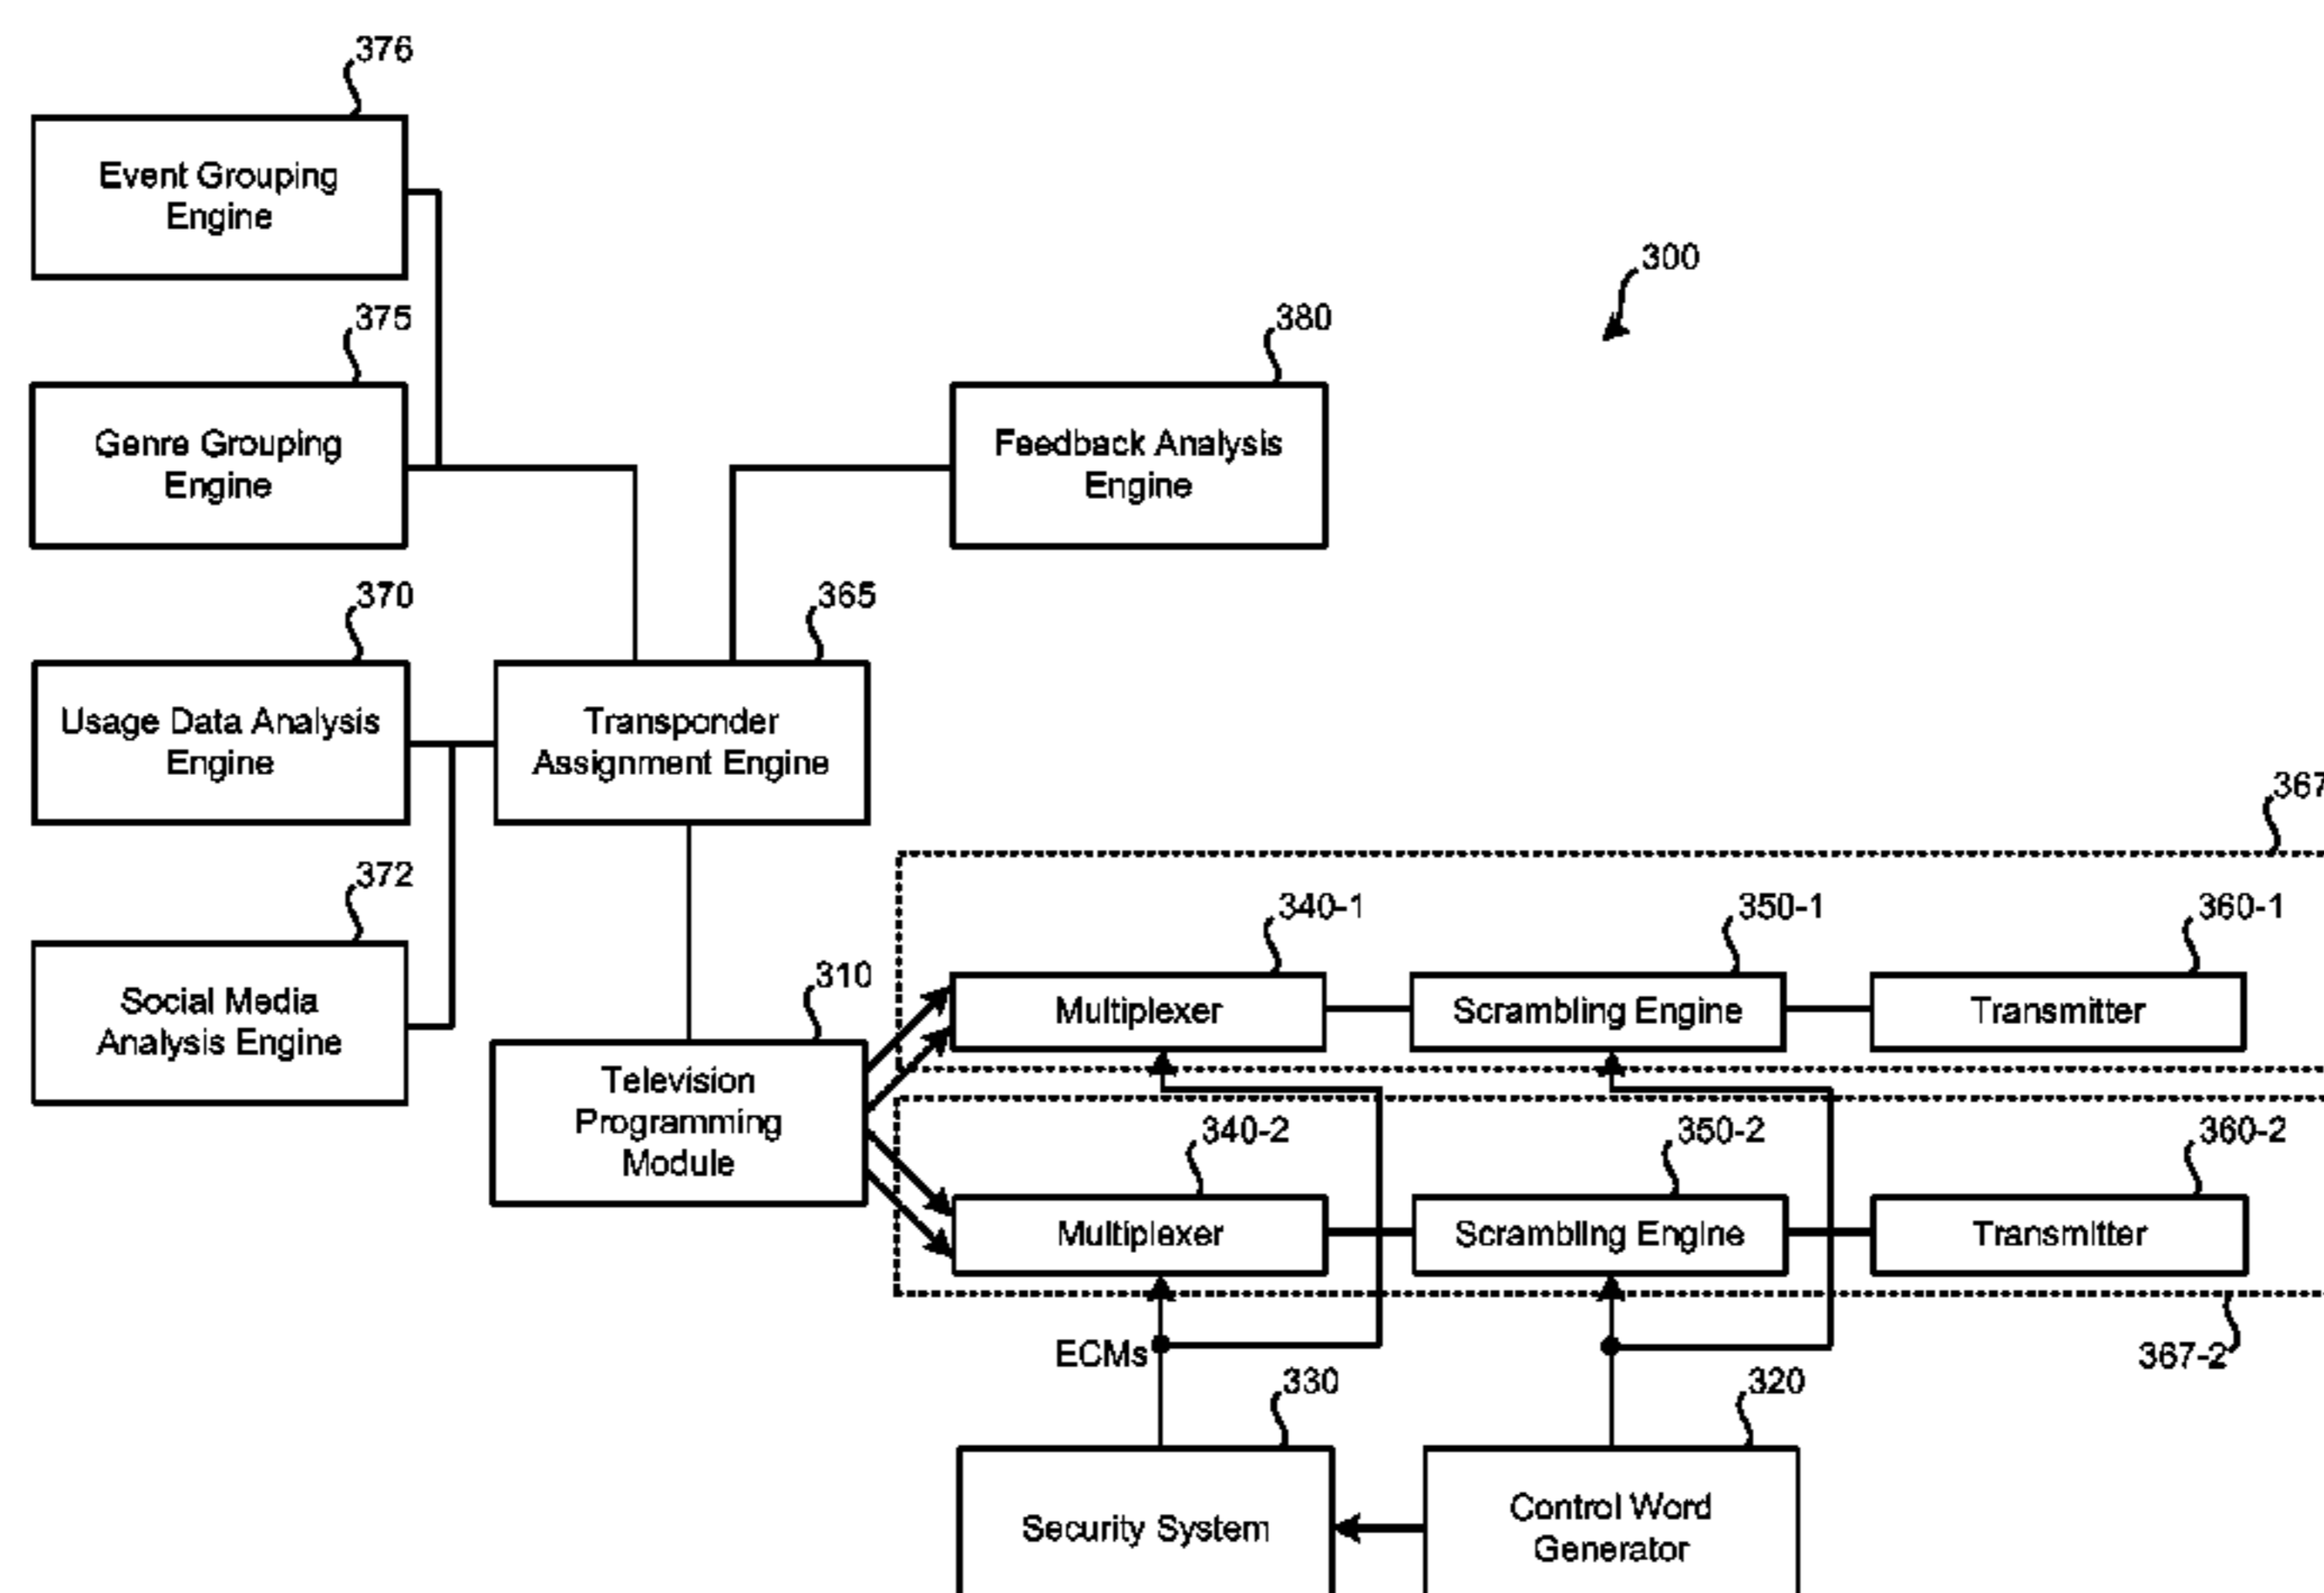 376
Event Grouping
Engine
300
375
380
Genre Grouping
Engine
Feedback Analysis
Engine
370
365
Usage Data Analysis
Engine
Transponder
Assignment Engine
367
372
340-1
350-1
360-1
Social Media
Analysis Engine
310
Multiplexer
Scrambling Engine
Transmitter
Television
Programming
Module
340-2
350-2
360-2
Multiplexer
Scrambling Engine
Transmitter
ECMs
367-2
330
320
Security System
Control Word
Generator